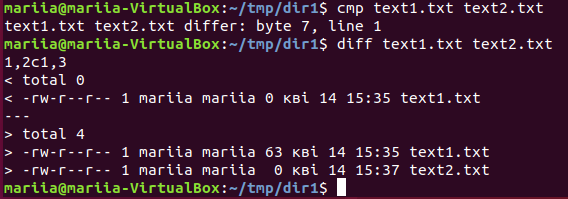 mariia@mariia-VirtualBox:~/tmp/dir1$ cmp text1.txt text2.txt
text1.txt text2.txt differ: byte 7, line 1
mariia@mariia-VirtualBox:~/tmp/dir1$ diff text1.txt text2.txt
1,2c1,3
< total 0
< -rw-r--r-- 1 mariia mariia 0 кві 14 15:35 text1.txt
---
> total 4
> -rw-r--r-- 1 mariia mariia 63 кві 14 15:35 text1.txt
> -rw-r--r-- 1 mariia mariia  0 кві 14 15:37 text2.txt
mariia@mariia-VirtualBox:~/tmp/dir1$